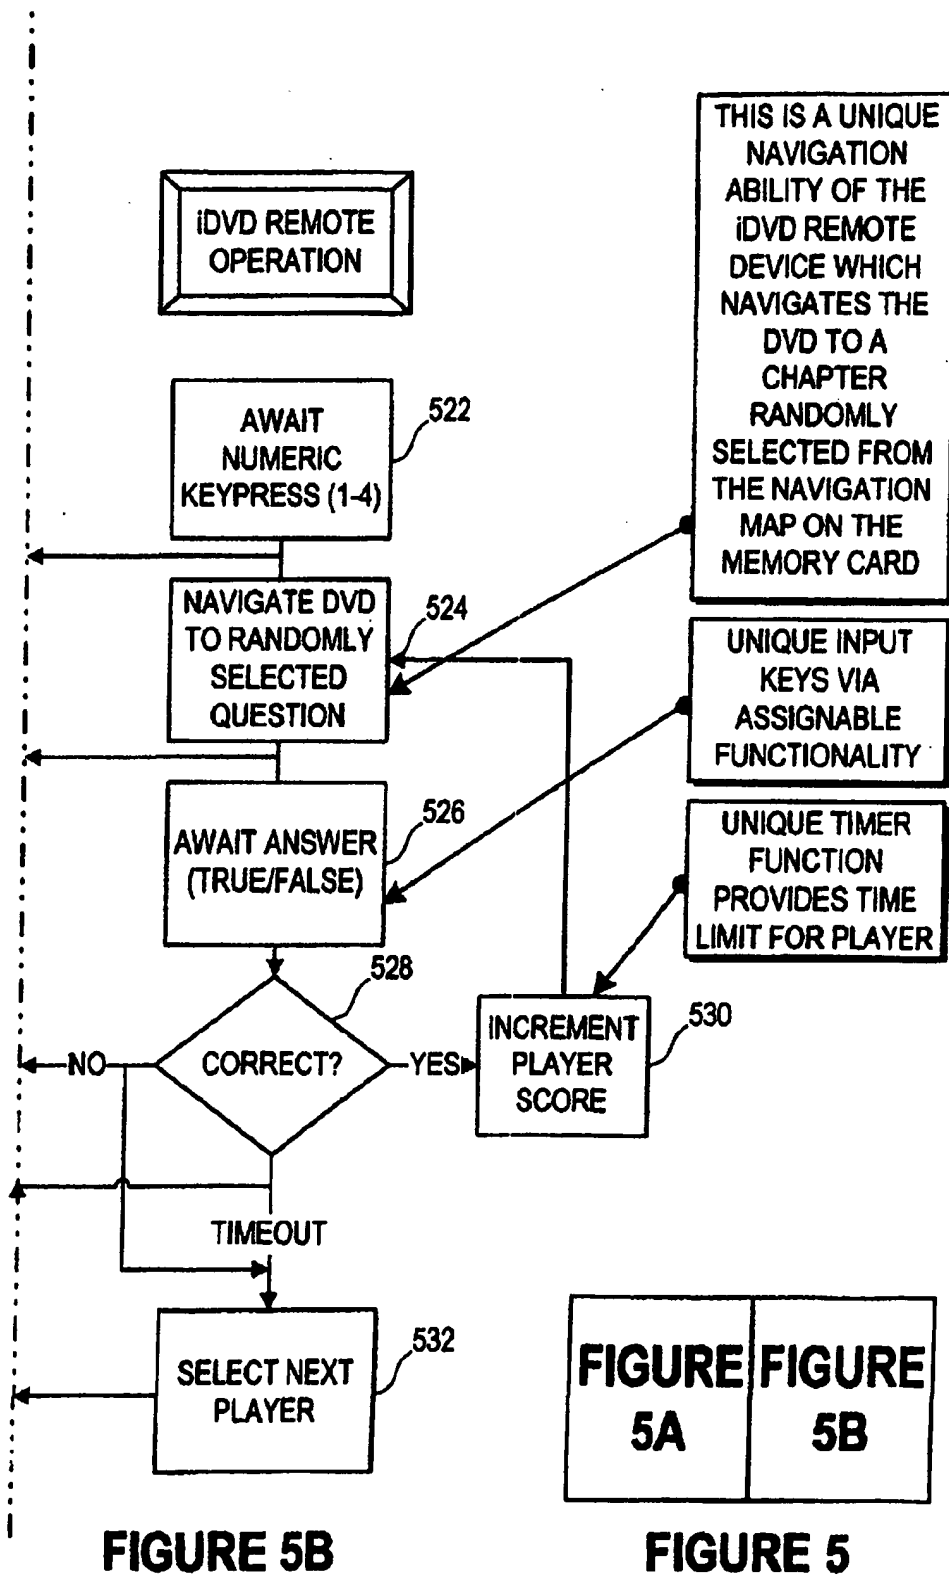 iDVD REMOTE
OPERATION
AWAIT
NUMERIC
KEYPRESS (1-4)
522
NAVIGATE DVD
TO RANDOMLY
SELECTED
QUESTION
524
AWAIT ANSWER
(TRUE/FALSE)
526
CORRECT?
528
NO
YES
INCREMENT
PLAYER
SCORE
530
TIMEOUT
SELECT NEXT
PLAYER
532
THIS IS A UNIQUE
NAVIGATION
ABILITY OF THE
iDVD REMOTE
DEVICE WHICH
NAVIGATES THE
DVD TO A
CHAPTER
RANDOMLY
SELECTED FROM
THE NAVIGATION
MAP ON THE
MEMORY CARD
UNIQUE INPUT
KEYS VIA
ASSIGNABLE
FUNCTIONALITY
UNIQUE TIMER
FUNCTION
PROVIDES TIME
LIMIT FOR PLAYER
FIGURE
5A
FIGURE
5B
FIGURE 5B
FIGURE 5